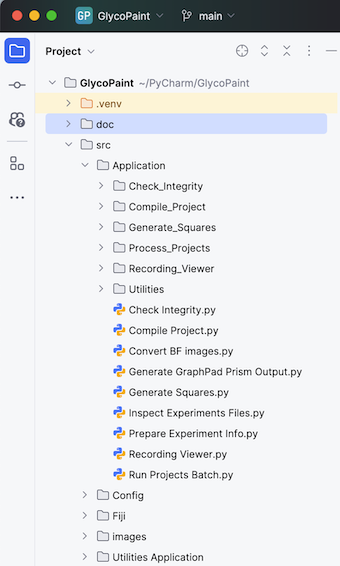 GP GlycoPaint main
Project
GlycoPaint ~/PyCharm/GlycoPaint
.venv
doc
src
Application
Check_Integrity
Compile_Project
Generate_Squares
Process_Projects
Recording_Viewer
Utilities
Check Integrity.py
Compile Project.py
Convert BF images.py
Generate GraphPad Prism Output.py
Generate Squares.py
Inspect Experiments Files.py
Prepare Experiment Info.py
Recording Viewer.py
Run Projects Batch.py
Config
Fiji
images
Utilities Application